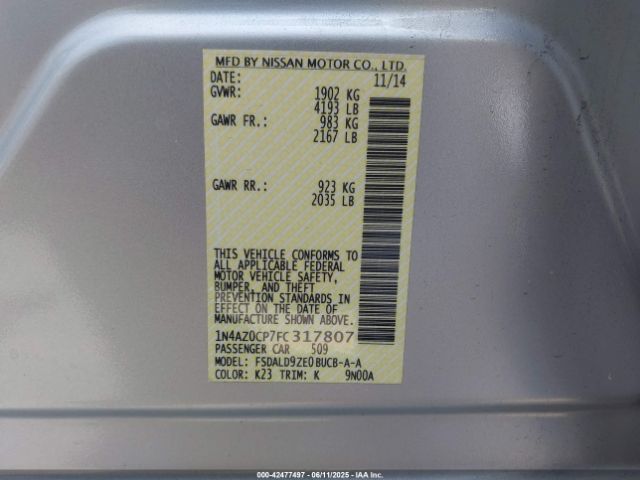 MFD BY NISSAN MOTOR CO., LTD.
DATE: 11/14
GVWR: 1902 KG
4193 LB
GAWR FR.: 983 KG
2167 LB
GAWR RR.: 923 KG
2035 LB
THIS VEHICLE CONFORMS TO
ALL APPLICABLE FEDERAL
MOTOR VEHICLE SAFETY,
BUMPER, AND THEFT
PREVENTION STANDARDS IN
EFFECT ON THE DATE OF
MANUFACTURE SHOWN ABOVE.
1N4AZ0CP7FC317807
PASSENGER CAR 509
MODEL: FSDALD9ZE0BUCB-A-A
COLOR: K23 TRIM: K 9N00A
000-42477497 - 06/11/2025 - IAA Inc.